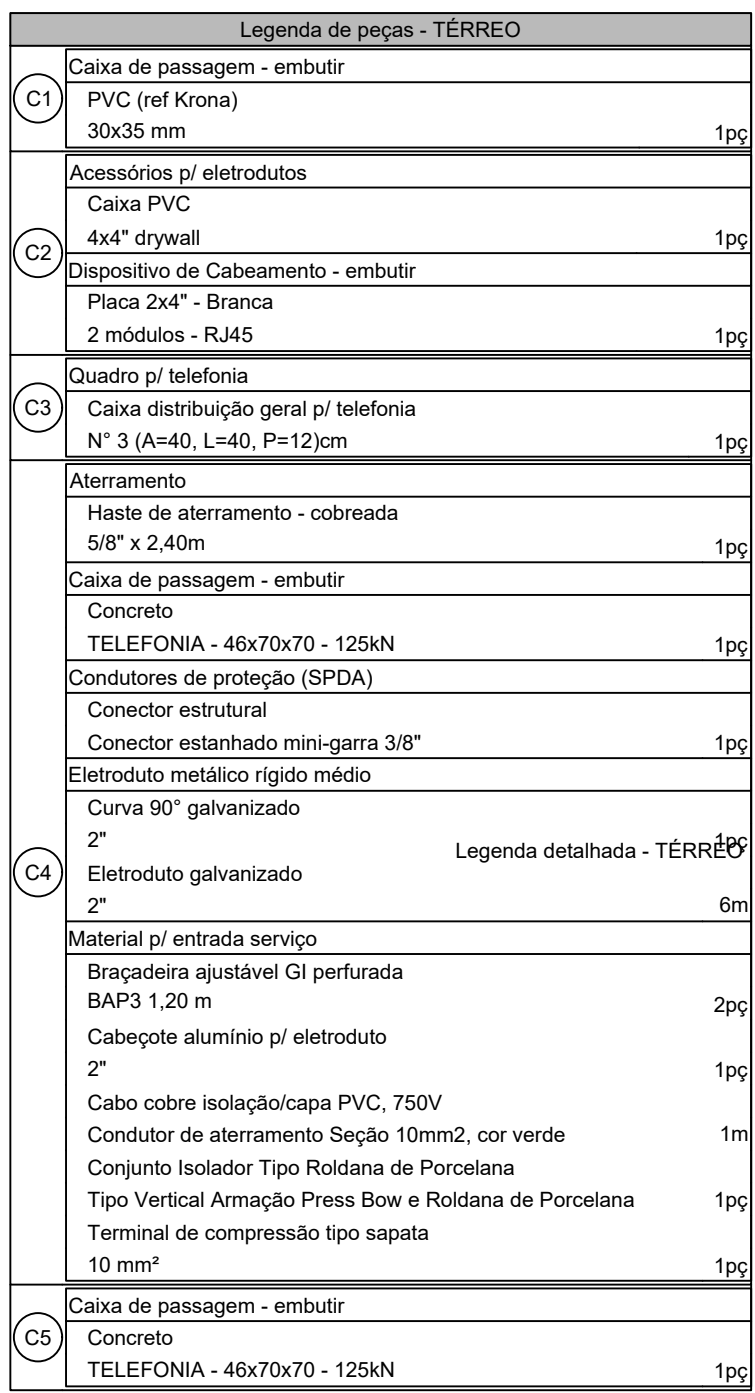 Legenda de peças - TÉRREO
C1
Caixa de passagem - embutir
PVC (ref Krona)
30x35 mm 1pç
C2
Acessórios p/ eletrodutos
Caixa PVC
4x4" drywall 1pç
Dispositivo de Cabeamento - embutir
Placa 2x4" - Branca
2 módulos - RJ45 1pç
C3
Quadro p/ telefonia
Caixa distribuição geral p/ telefonia
N° 3 (A=40, L=40, P=12)cm 1pç
C4
Aterramento
Haste de aterramento - cobreada
5/8" x 2,40m 1pç
Caixa de passagem - embutir
Concreto
TELEFONIA - 46x70x70 - 125kN 1pç
Condutores de proteção (SPDA)
Conector estrutural
Conector estanhado mini-garra 3/8" 1pç
Eletroduto metálico rígido médio
Curva 90° galvanizado
2" 1pç
Legenda detalhada - TÉRREO
Eletroduto galvanizado
2" 6m
Material p/ entrada serviço
Braçadeira ajustável GI perfurada
BAP3 1,20 m 2pç
Cabeçote alumínio p/ eletroduto
2" 1pç
Cabo cobre isolação/capa PVC, 750V
Condutor de aterramento Seção 10mm2, cor verde 1m
Conjunto Isolador Tipo Roldana de Porcelana
Tipo Vertical Armação Press Bow e Roldana de Porcelana 1pç
Terminal de compressão tipo sapata
10 mm² 1pç
C5
Caixa de passagem - embutir
Concreto
TELEFONIA - 46x70x70 - 125kN 1pç